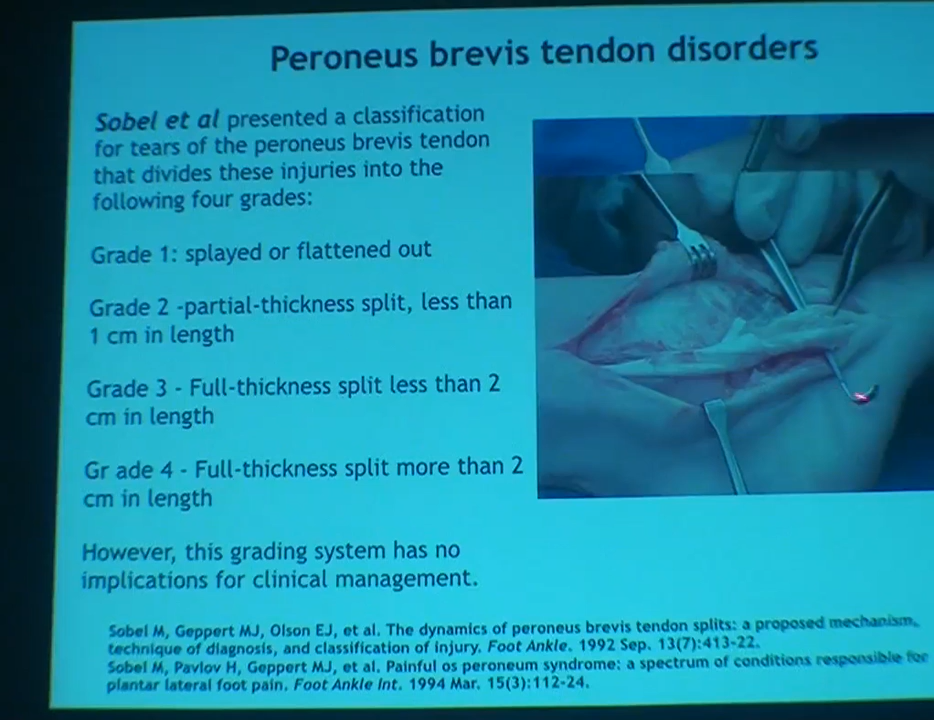 Peroneus brevis tendon disorders
Sobel et al presented a classification
for tears of the peroneus brevis tendon
that divides these injuries into the
following four grades:
Grade 1: splayed or flattened out
Grade 2 -partial-thickness split, less than
1 cm in length
Grade 3 - Full-thickness split less than 2
cm in length
Gr ade 4 - Full-thickness split more than 2
cm in length
However, this grading system has no
implications for clinical management.
Sobel M, Geppert MJ, Olson EJ, et al. The dynamics of peroneus brevis tendon splits: a proposed mechanism,
technique of diagnosis, and classification of injury. Foot Ankle. 1992 Sep. 13(7):413-22.
Sobel M, Pavlov H, Geppert MJ, et al. Painful os peroneum syndrome: a spectrum of conditions responsible for
plantar lateral foot pain. Foot Ankle Int. 1994 Mar. 15(3):112-24.